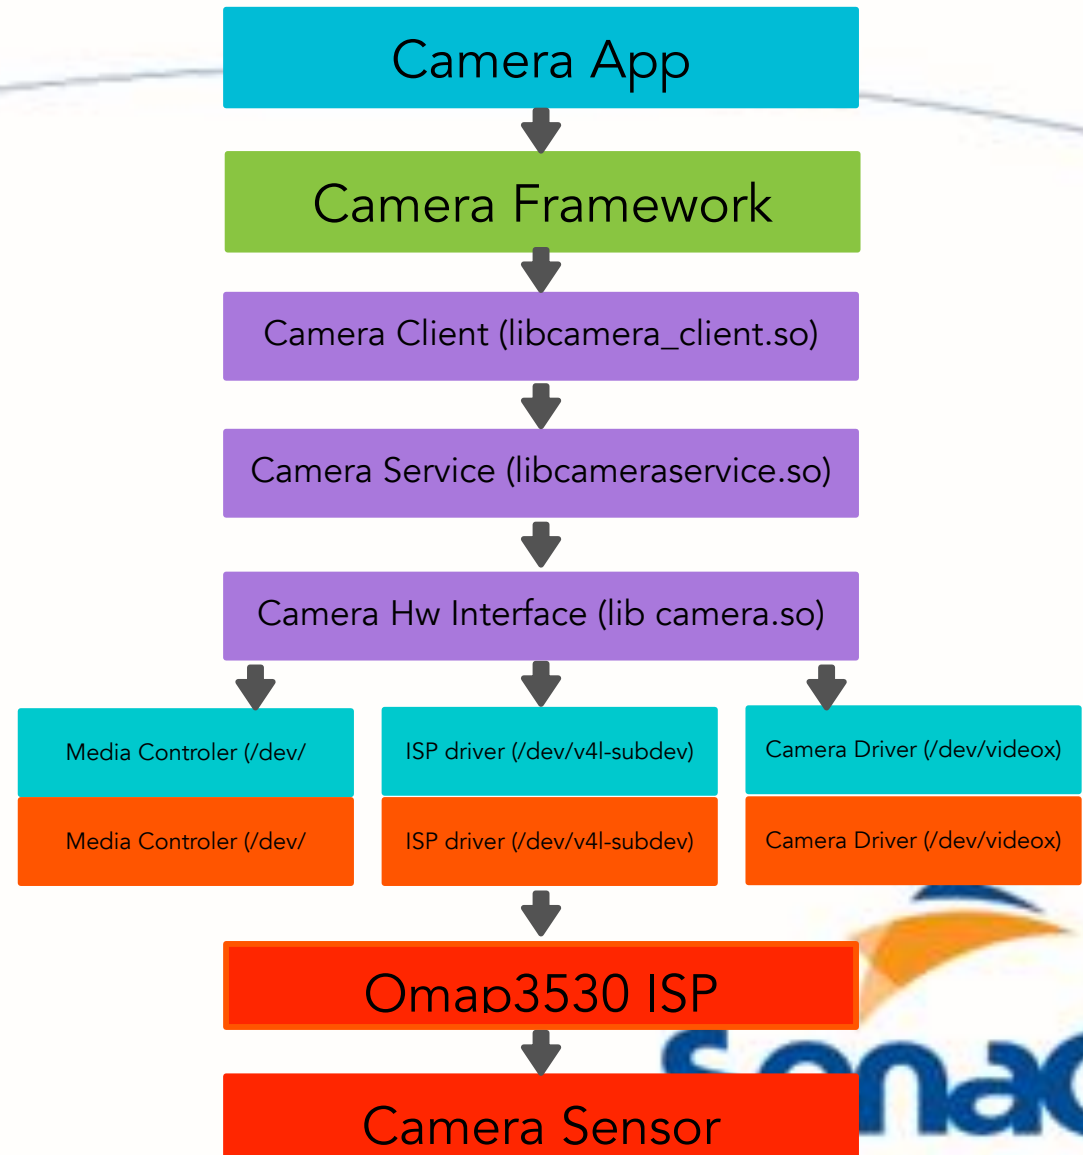 Camera App
Camera Framework
Camera Client (libcamera_client.so)
Camera Service (libcameraservice.so)
Camera Hw Interface (lib camera.so)
Media Controler (/dev/
ISP driver (/dev/v4l-subdev)
Camera Driver (/dev/videox)
Media Controler (/dev/
ISP driver (/dev/v4l-subdev)
Camera Driver (/dev/videox)
Omap3530 ISP
Camera Sensor